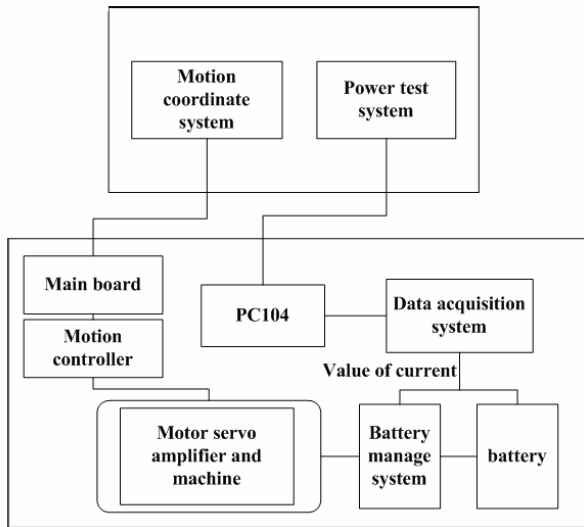 Motion
coordinate
system
Power test
system
Main board
Motion
controller
PC104
Data acquisition
system
Value of current
Motor servo
amplifier and
machine
Battery
manage
system
battery